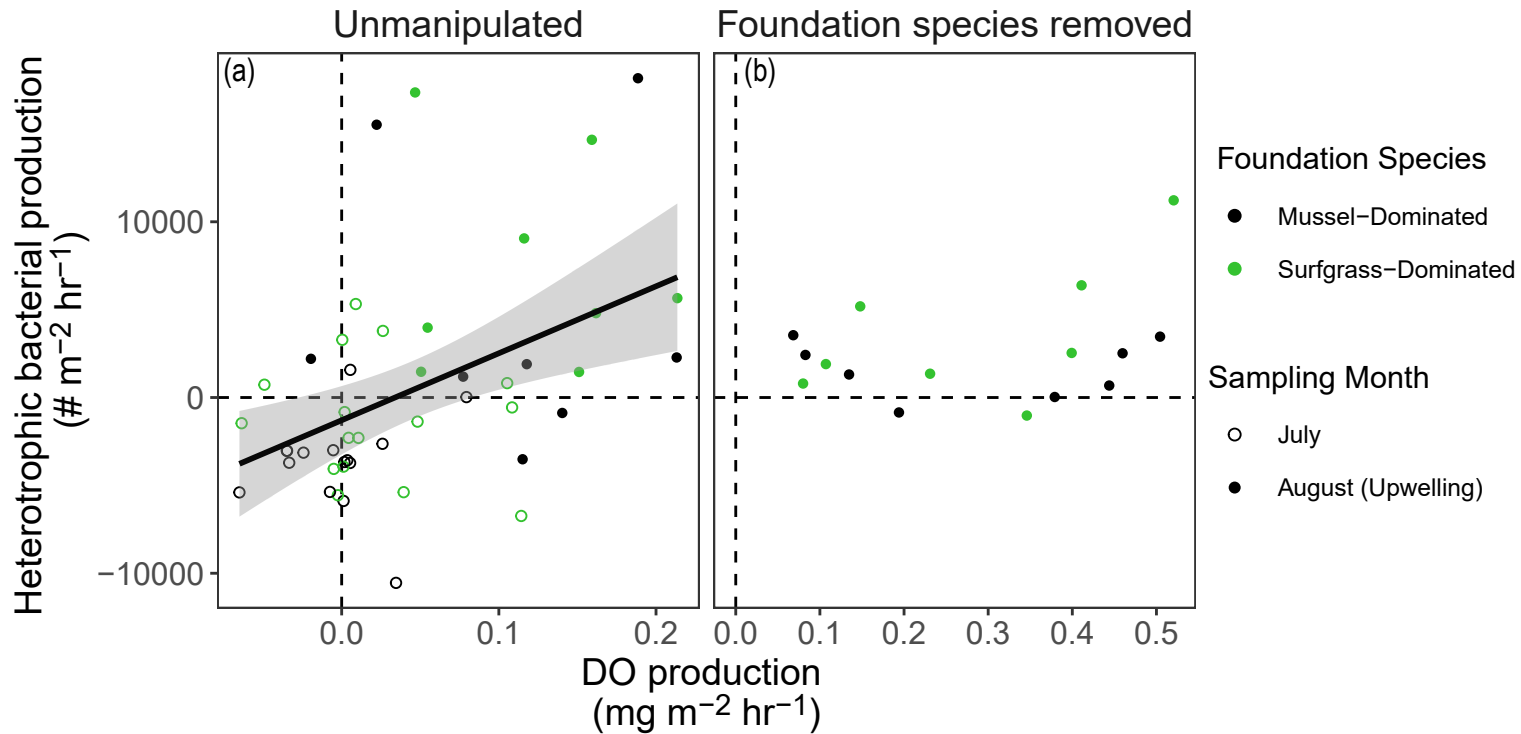 Unmanipulated
Foundation species removed
(a)
(b)
Heterotrophic bacterial production
(# m⁻² hr⁻¹)
10000
0
−10000
0.0
0.1
0.2
0.0
0.1
0.2
0.3
0.4
0.5
DO production
(mg m⁻² hr⁻¹)
Foundation Species
Mussel−Dominated
Surfgrass−Dominated
Sampling Month
July
August (Upwelling)